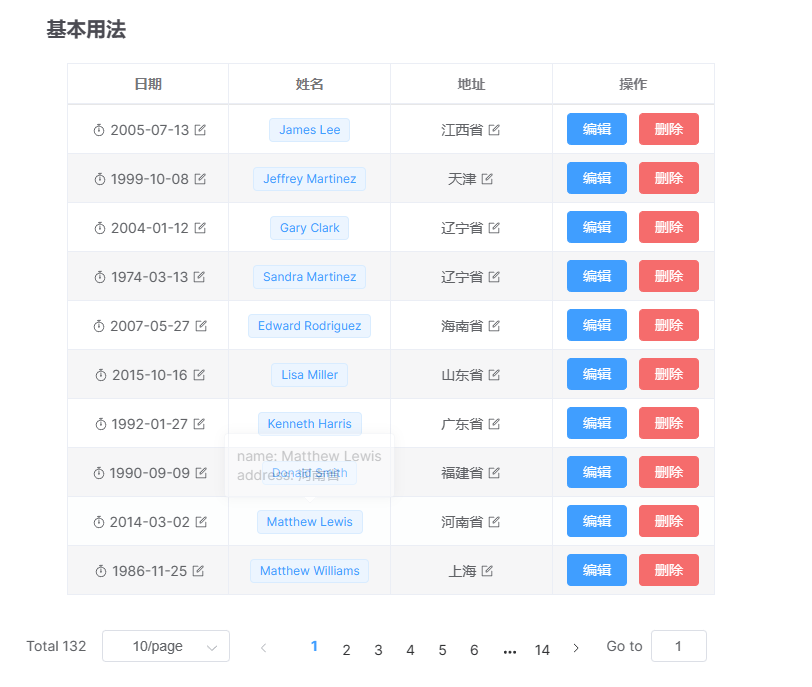 基本用法
日期 姓名 地址 操作
2005-07-13 James Lee 江西省 编辑 删除
1999-10-08 Jeffrey Martinez 天津 编辑 删除
2004-01-12 Gary Clark 辽宁省 编辑 删除
1974-03-13 Sandra Martinez 辽宁省 编辑 删除
2007-05-27 Edward Rodriguez 海南省 编辑 删除
2015-10-16 Lisa Miller 山东省 编辑 删除
1992-01-27 Kenneth Harris 广东省 编辑 删除
name: Matthew Lewis
address: 河南省
1990-09-09 Donald Smith 福建省 编辑 删除
2014-03-02 Matthew Lewis 河南省 编辑 删除
1986-11-25 Matthew Williams 上海 编辑 删除
Total 132 10/page 1 2 3 4 5 6 ... 14 Go to 1